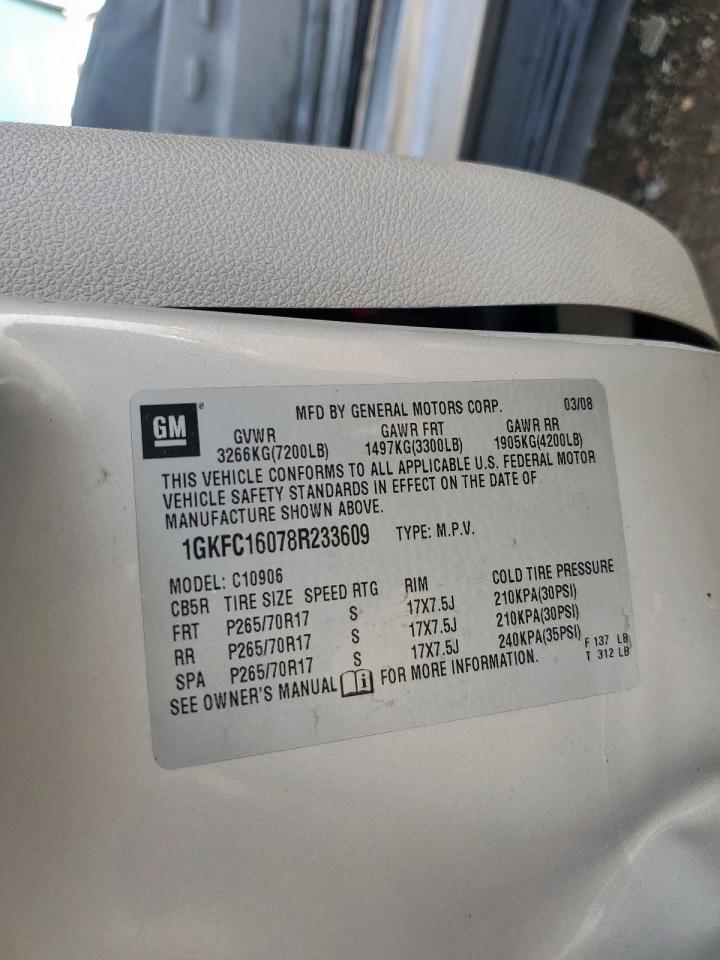 GM
MFD BY GENERAL MOTORS CORP. 03/08
GVWR GAWR FRT GAWR RR
3266KG(7200LB) 1497KG(3300LB) 1905KG(4200LB)
THIS VEHICLE CONFORMS TO ALL APPLICABLE U.S. FEDERAL MOTOR
VEHICLE SAFETY STANDARDS IN EFFECT ON THE DATE OF
MANUFACTURE SHOWN ABOVE.
1GKFC16078R233609 TYPE: M.P.V.
MODEL: C10906
CB5R TIRE SIZE SPEED RTG RIM COLD TIRE PRESSURE
FRT P265/70R17 S 17X7.5J 210KPA(30PSI)
RR P265/70R17 S 17X7.5J 210KPA(30PSI)
SPA P265/70R17 S 17X7.5J 240KPA(35PSI) F 137 LB
SEE OWNER'S MANUAL i FOR MORE INFORMATION. T 312 LB